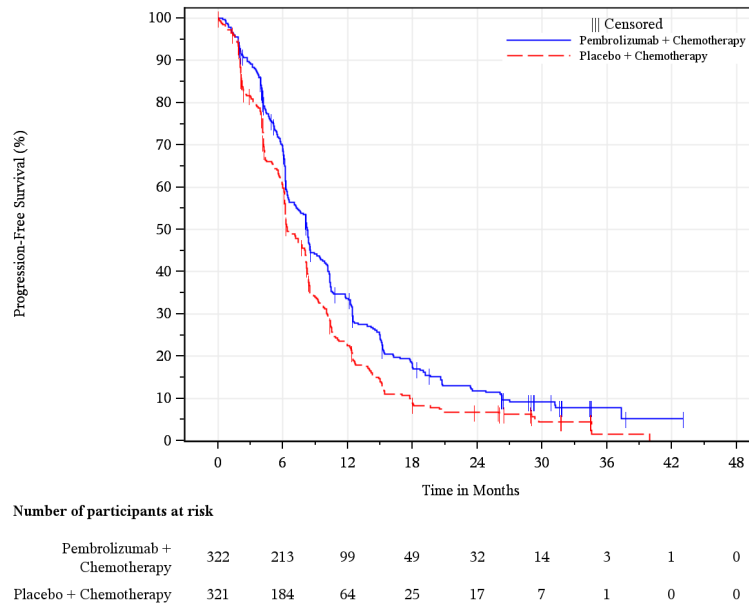 100
90
80
70
60
50
40
30
20
10
0
Progression-Free Survival (%)
||| Censored
Pembrolizumab + Chemotherapy
Placebo + Chemotherapy
0 6 12 18 24 30 36 42 48
Time in Months
Number of participants at risk
Pembrolizumab +
Chemotherapy
322 213 99 49 32 14 3 1 0
Placebo + Chemotherapy 321 184 64 25 17 7 1 0 0